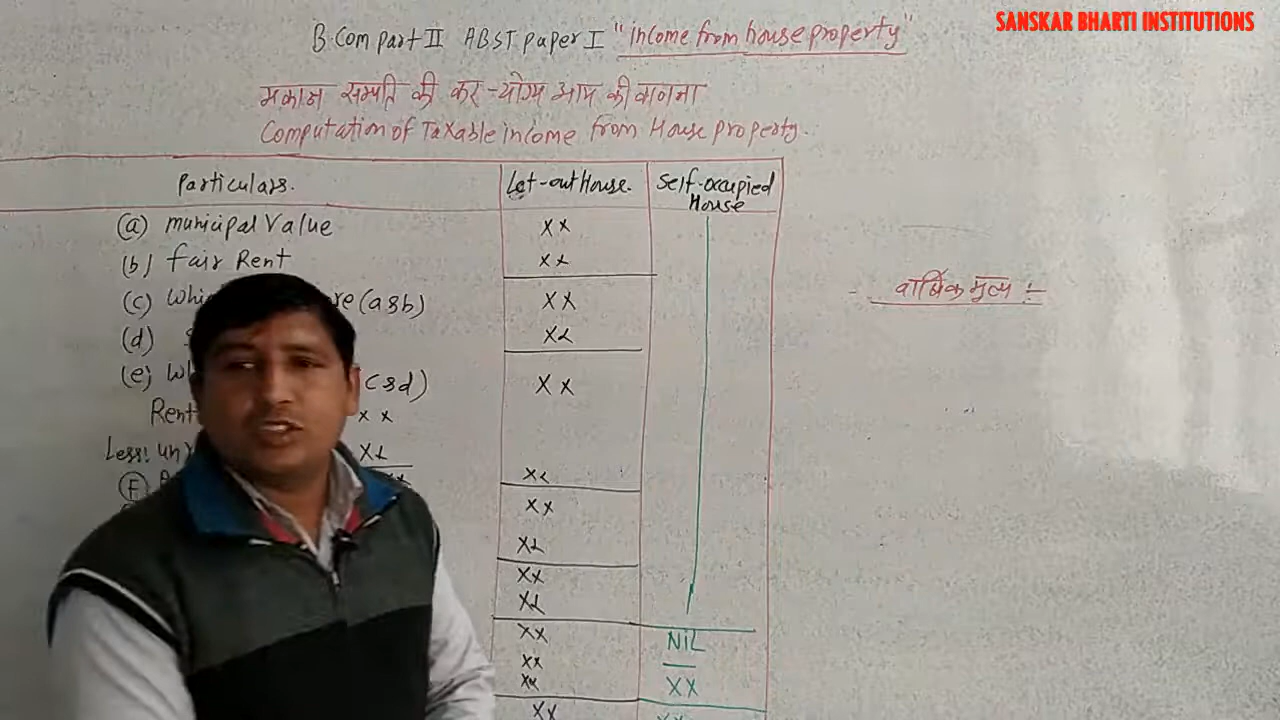 SANSKAR BHARTI INSTITUTIONS
B.Com part II ABST paper I "income from house property"
मकान सम्पति की कर-योग्य आय की गणना
Computation of Taxable income from House property.
Particulars. Let-out House. Self-occupied House
(a) municipal Value XX
(b) fair Rent XX
(c) (a&b) XX
(d) XX
(e) (c&d) XX
Rent XX
Less: XX
(F) XX
XX
XX
XX
XX
XX NIL
XX
XX XX
XX XX
वार्षिक मूल्य :-